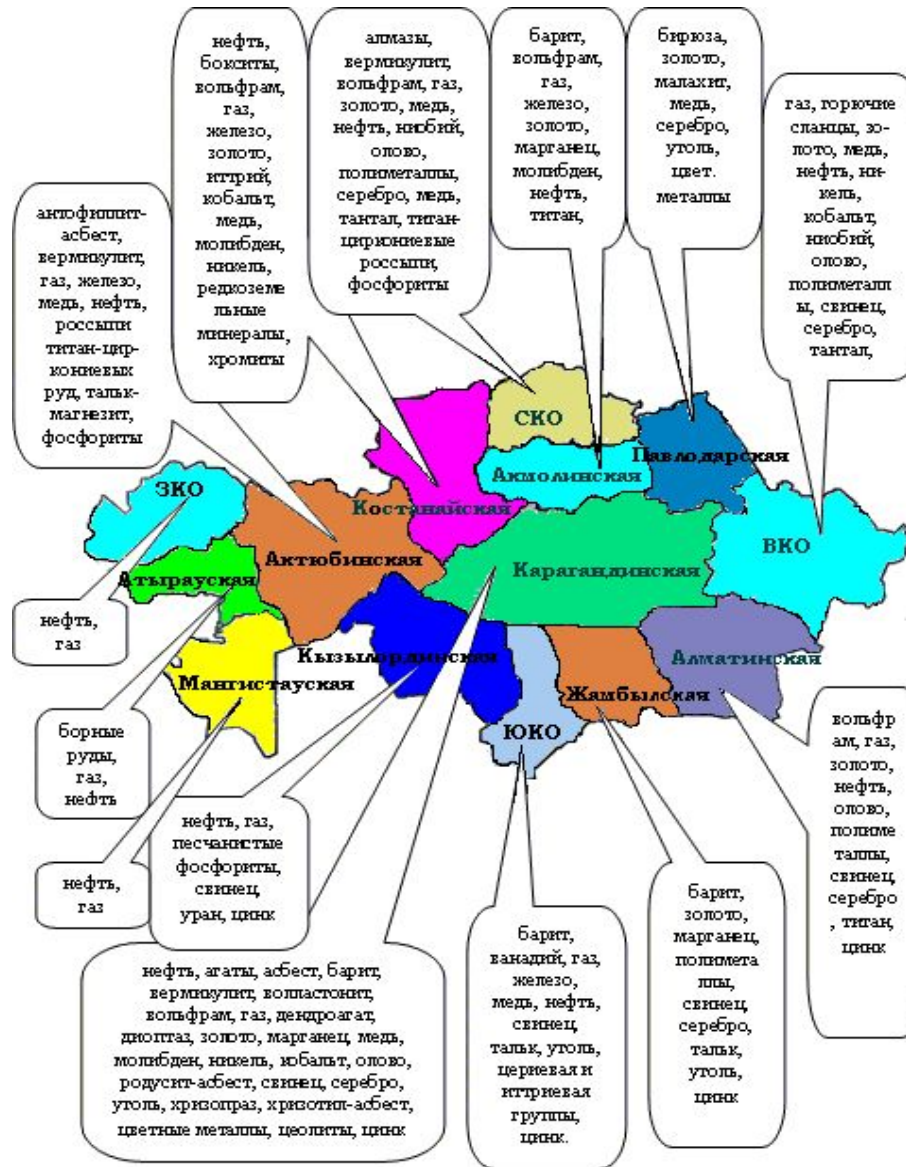 нефть,
бокситы,
вольфрам,
газ,
железо,
золото,
иттрий,
кобальт,
медь,
молибден,
никель,
редкоземе
льные
минералы,
хромиты
алмазы,
вермикулит,
вольфрам, газ,
золото, медь,
нефть, ниобий,
олово,
полиметаллы,
серебро, медь,
тантал, титан-
циркониевые
россыпи,
фосфориты
барит,
вольфрам,
газ,
железо,
золото,
марганец,
молибден,
нефть,
титан,
бирюза,
золото,
малахит,
медь,
серебро,
утоль,
цвет.
металлы
газ, горючие
сланцы, зо-
лото, медь,
нефть, ни-
кель,
кобальт,
ниобий,
олово,
полиметалл
ы, свинец,
серебро,
тантал,
антофиллит-
асбест,
вермикулит,
газ, железо,
медь, нефть,
россыпи
титан-цир-
кониевых
руд, тальк-
магнезит,
фосфориты
СКО
Павлодарская
Акмолинская
ЗКО
Костанайская
ВКО
Актюбинская
Карагандинская
Атырауская
Кызылординская
Алматинская
Мангистауская
Жамбылская
ЮКО
нефть,
газ
борные
руды,
газ,
нефть
нефть,
газ
нефть, газ,
песчанистые
фосфориты,
свинец,
уран, цинк
нефть, агаты, асбест, барит,
вермикулит, волластонит,
вольфрам, газ, дендроагат,
диоптаз, золото, марганец, медь,
молибден, никель, кобальт, олово,
родусит-асбест, свинец, серебро,
утоль, хризопраз, хризотил-асбест,
цветные металлы, цеолиты, цинк
барит,
ванадий, газ,
железо,
медь, нефть,
свинец,
тальк, утоль,
цериевая и
иттриевая
группы,
цинк.
барит,
золото,
марганец,
полимета
ллы,
свинец,
серебро,
тальк,
утоль,
цинк
вольфр
ам, газ,
золото,
нефть,
олово,
полиме
таллы,
свинец,
серебро
, титан,
цинк